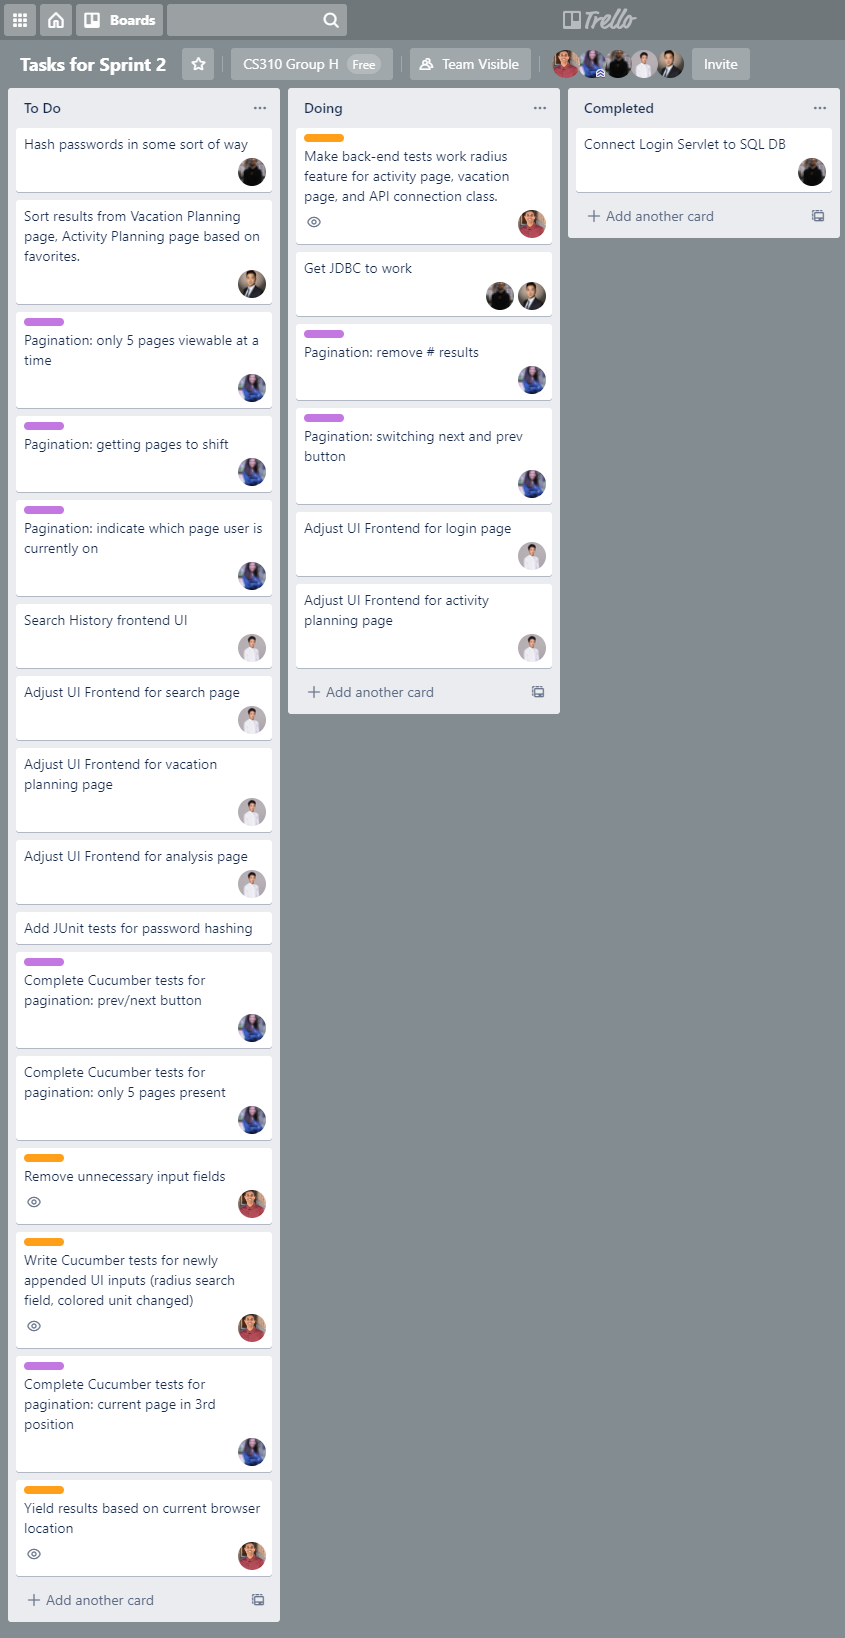 Boards
Trello
Tasks for Sprint 2
CS310 Group H
Free
Team Visible
Invite
To Do
Hash passwords in some sort of way
Sort results from Vacation Planning
page, Activity Planning page based on
favorites.
Pagination: only 5 pages viewable at a
time
Pagination: getting pages to shift
Pagination: indicate which page user is
currently on
Search History frontend UI
Adjust UI Frontend for search page
Adjust UI Frontend for vacation
planning page
Adjust UI Frontend for analysis page
Add JUnit tests for password hashing
Complete Cucumber tests for
pagination: prev/next button
Complete Cucumber tests for
pagination: only 5 pages present
Remove unnecessary input fields
Write Cucumber tests for newly
appended UI inputs (radius search
field, colored unit changed)
Complete Cucumber tests for
pagination: current page in 3rd
position
Yield results based on current browser
location
+ Add another card
Doing
Make back-end tests work radius
feature for activity page, vacation
page, and API connection class.
Get JDBC to work
Pagination: remove # results
Pagination: switching next and prev
button
Adjust UI Frontend for login page
Adjust UI Frontend for activity
planning page
+ Add another card
Completed
Connect Login Servlet to SQL DB
+ Add another card